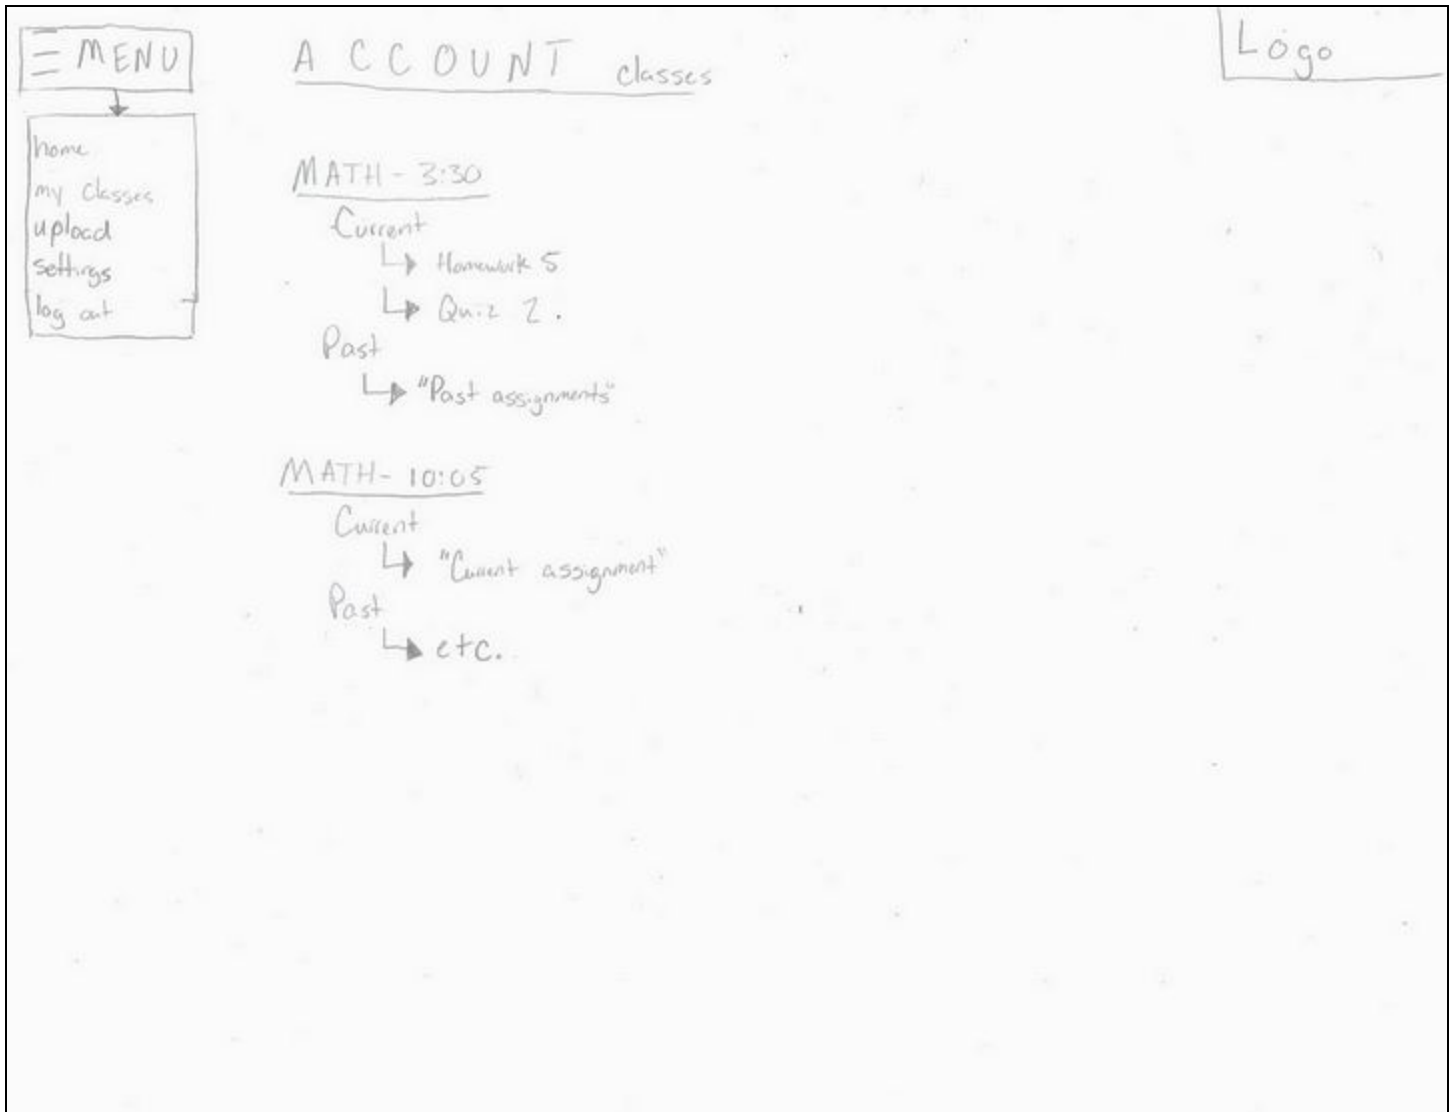 MENU
home
my classes
upload
settings
log out
ACCOUNT classes
Logo
MATH - 3:30
Current
Homework 5
Quiz 2.
Past
"Past assignments"
MATH - 10:05
Current
"Current assignment"
Past
etc.